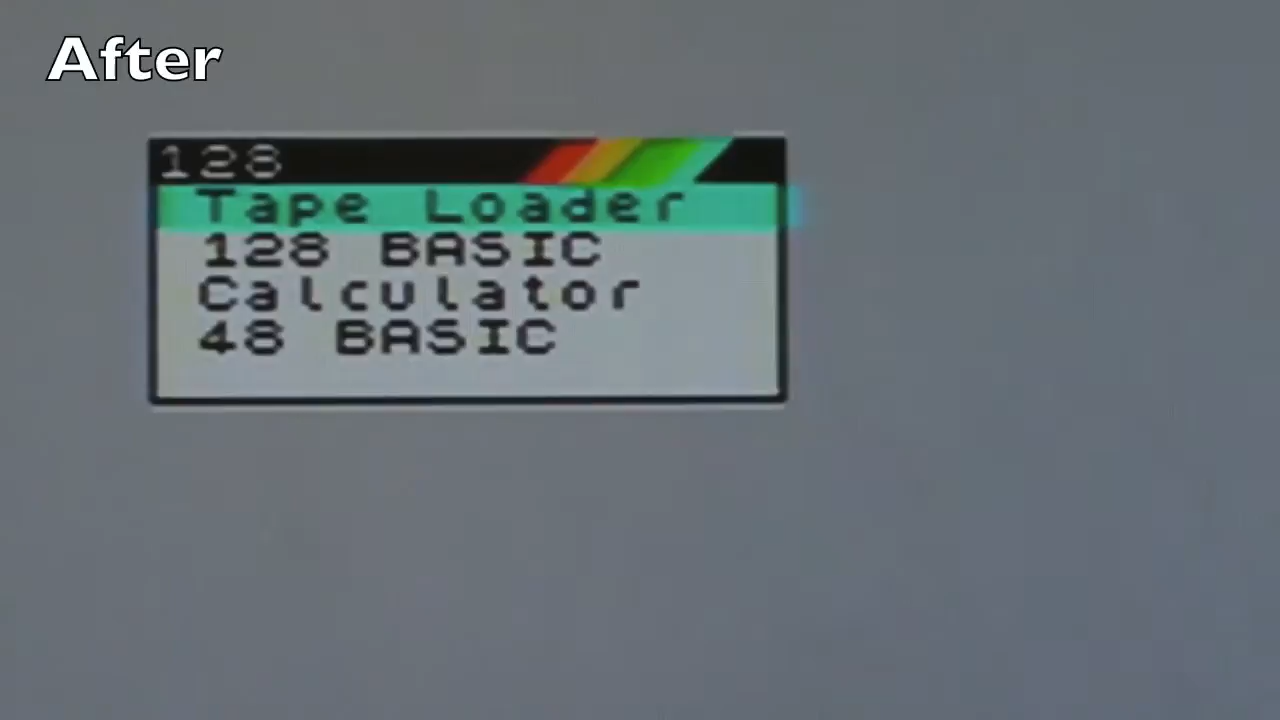 After
128
Tape Loader
128 BASIC
Calculator
48 BASIC